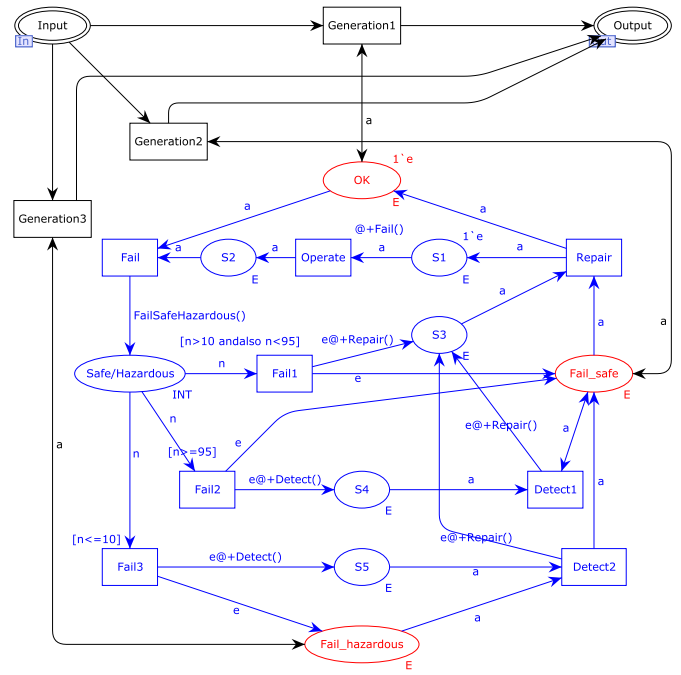 Input
Generation1
Output
In
Out
a
Generation2
1`e
OK
E
Generation3
a
a
@+Fail()
1`e
Fail
a
S2
a
Operate
a
S1
a
Repair
E
E
a
FailSafeHazardous()
a
a
[n>10 andalso n<95]
e@+Repair()
S3
E
Safe/Hazardous
n
Fail1
e
Fail_safe
INT
E
n
e
e@+Repair()
a
a
n
[n>=95]
e@+Detect()
a
a
Fail2
S4
Detect1
E
[n<=10]
e@+Repair()
e@+Detect()
Fail3
S5
a
Detect2
E
e
a
Fail_hazardous
E